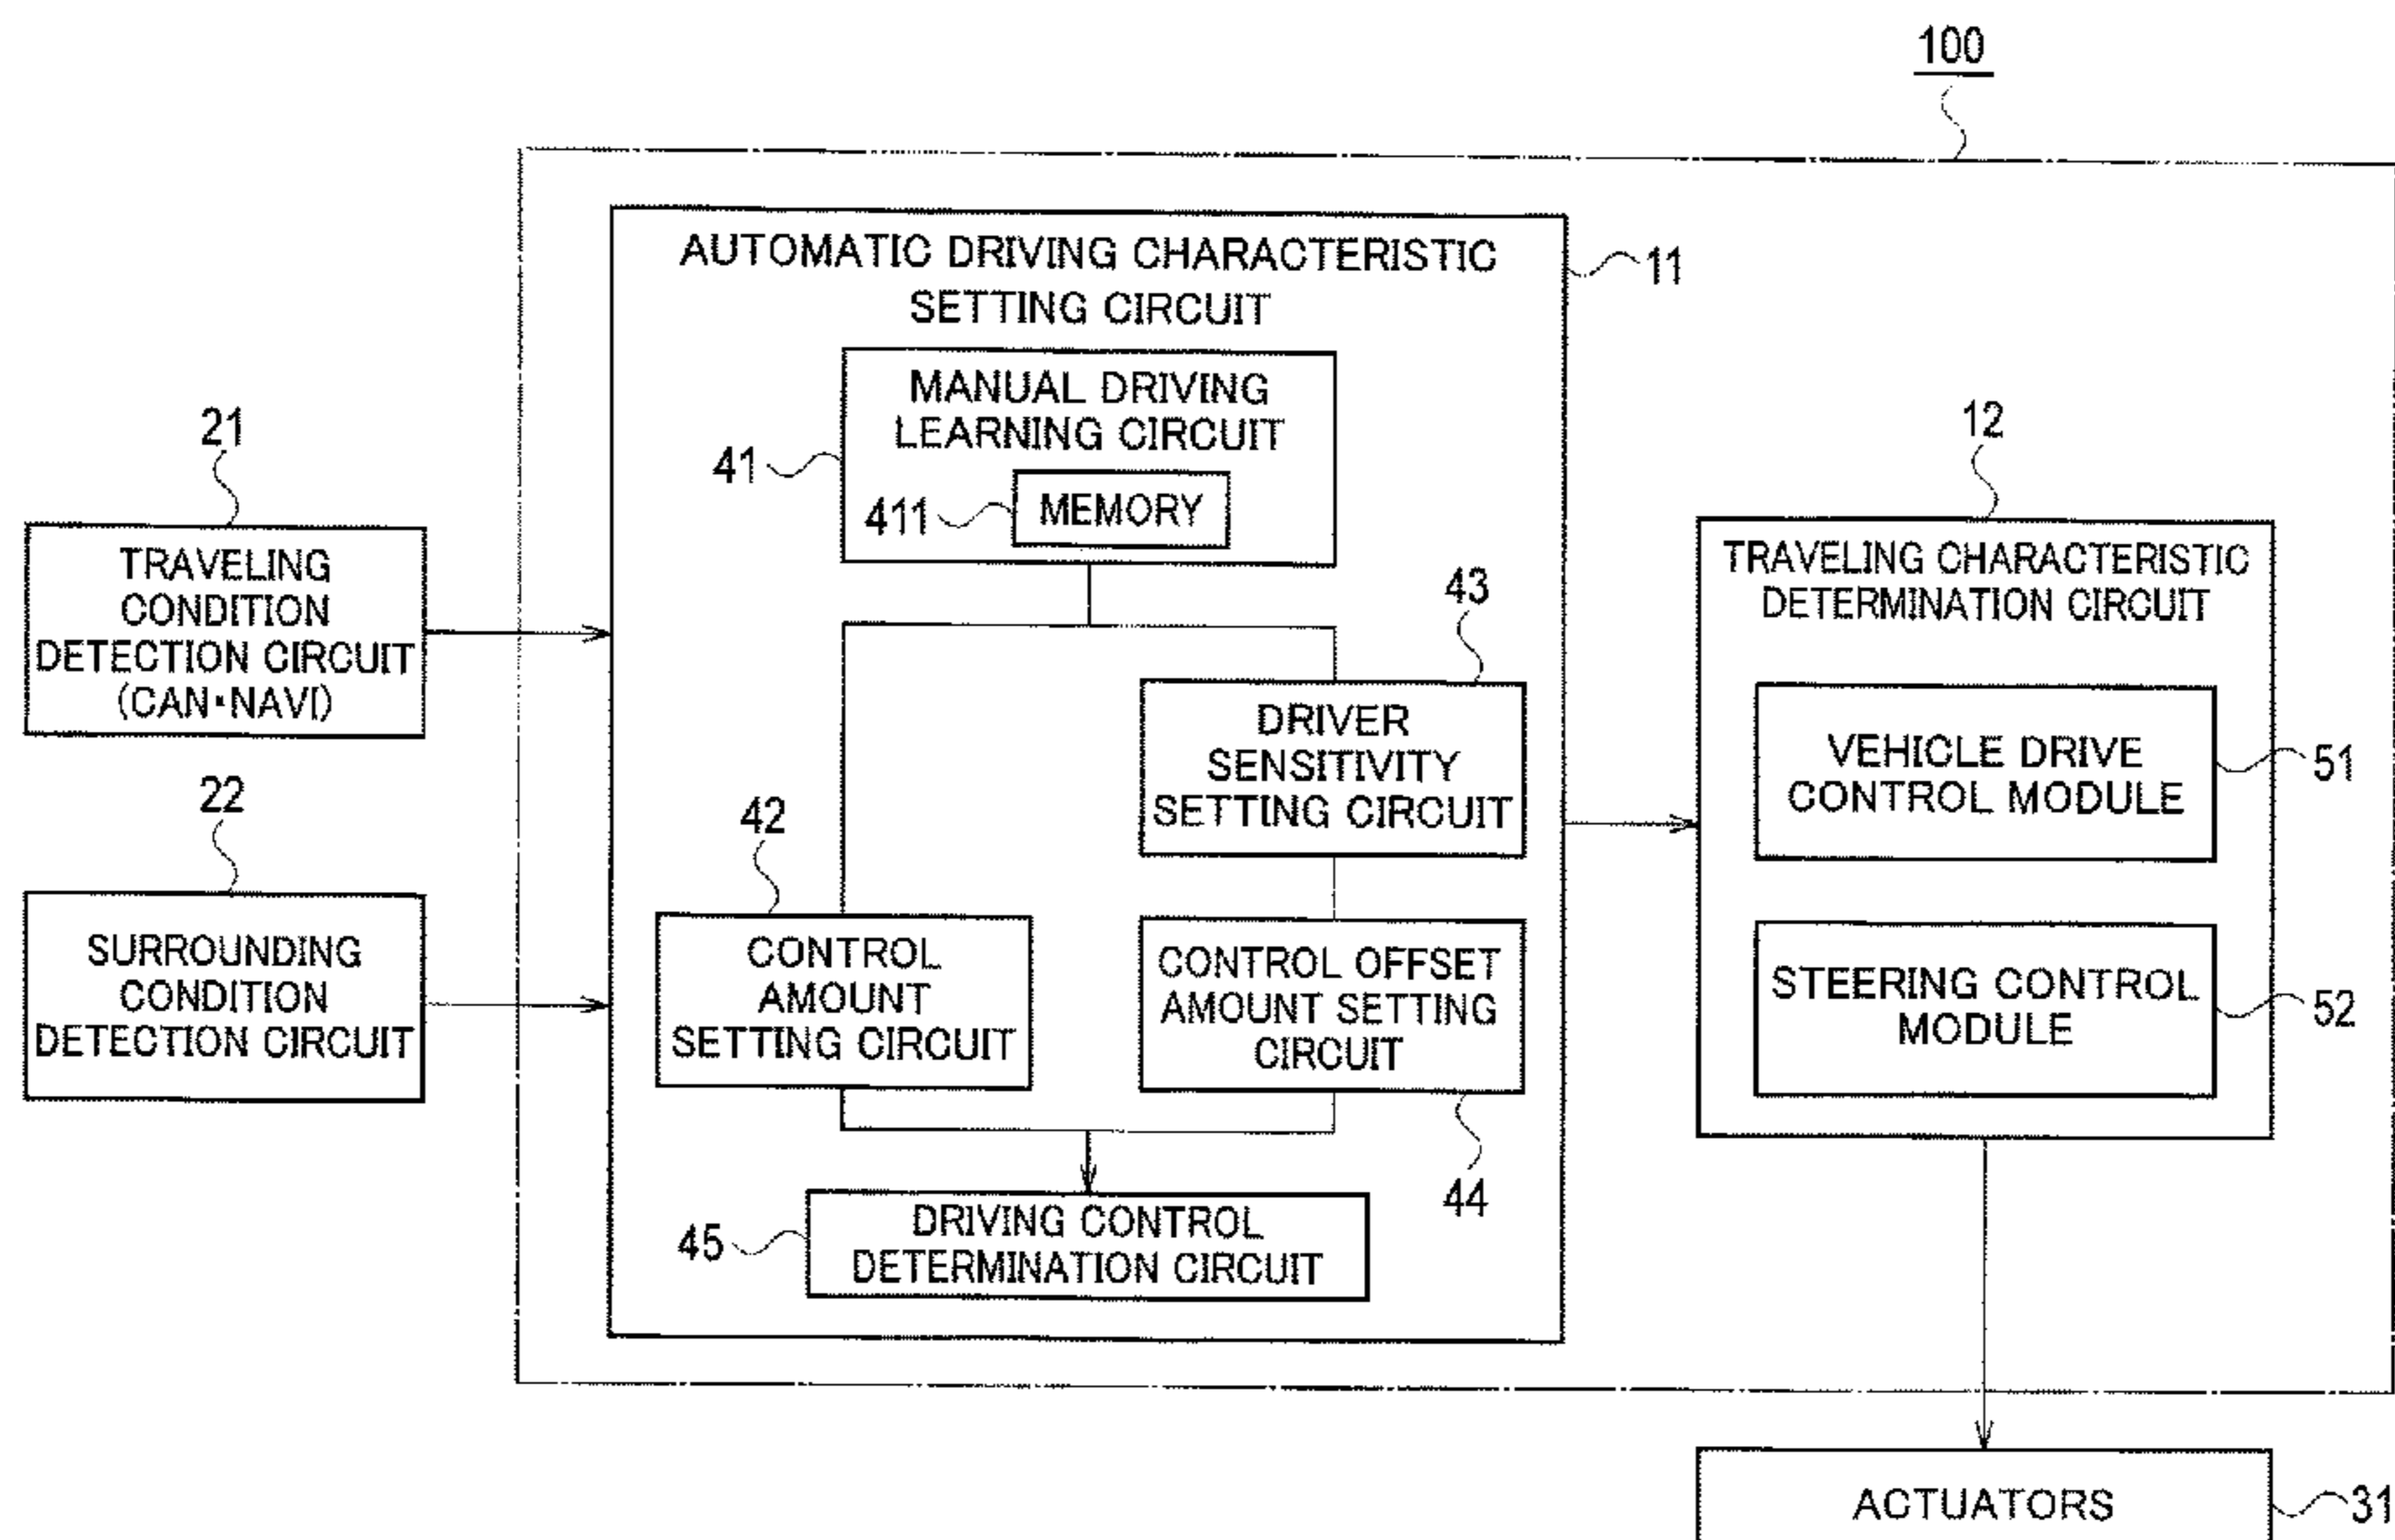 100
AUTOMATIC DRIVING CHARACTERISTIC
SETTING CIRCUIT
11
MANUAL DRIVING
LEARNING CIRCUIT
41
411
MEMORY
21
TRAVELING
CONDITION
DETECTION CIRCUIT
(CAN·NAVI)
22
SURROUNDING
CONDITION
DETECTION CIRCUIT
43
DRIVER
SENSITIVITY
SETTING CIRCUIT
42
CONTROL
AMOUNT
SETTING CIRCUIT
CONTROL OFFSET
AMOUNT SETTING
CIRCUIT
44
45
DRIVING CONTROL
DETERMINATION CIRCUIT
12
TRAVELING CHARACTERISTIC
DETERMINATION CIRCUIT
VEHICLE DRIVE
CONTROL MODULE
51
STEERING CONTROL
MODULE
52
ACTUATORS
31